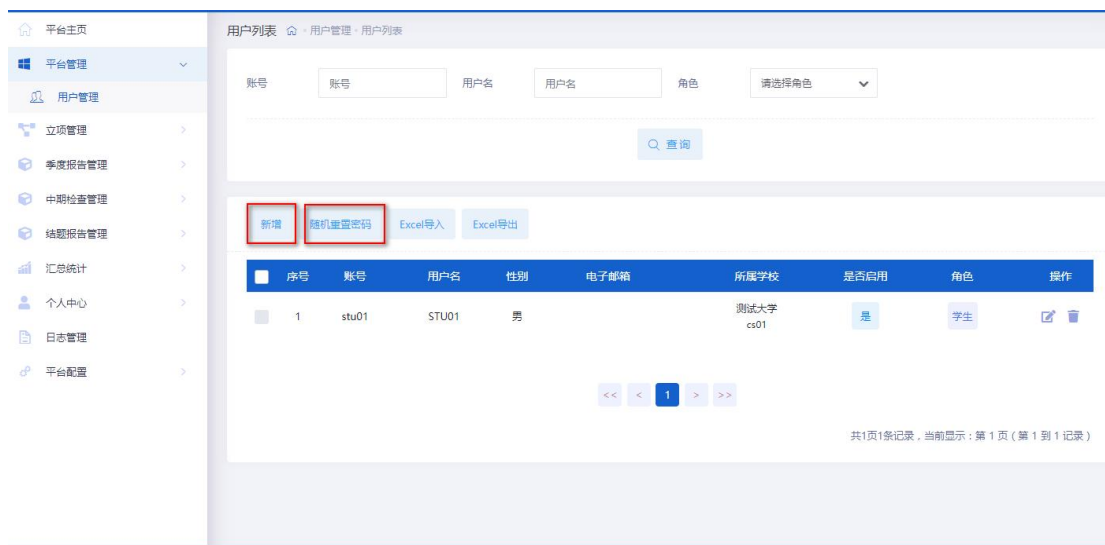 平台主页
平台管理
用户管理
立项管理
季度报告管理
中期检查管理
结题报告管理
汇总统计
个人中心
日志管理
平台配置
用户列表 用户管理 用户列表
账号 账号 用户名 用户名 角色 请选择角色
查询
新增 随机重置密码 Excel导入 Excel导出
序号 账号 用户名 性别 电子邮箱 所属学校 是否启用 角色 操作
1 stu01 STU01 男 测试大学 是 学生
cs01
<< < 1 > >>
共1页1条记录，当前显示：第 1 页 ( 第 1 到 1 记录 )